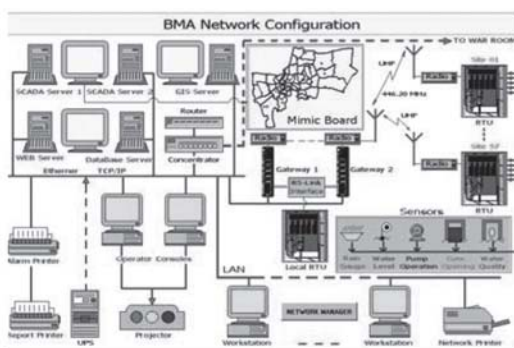 BMA Network Configuration
TO WAR ROOM
SCADA Server 1
SCADA Server 2
GIS Server
Router
Mimic Board
UHF
446.20 MHz
Radio
RTU
WEB Server
DataBase Server
Concentrator
Ethernet TCP/IP
Radio
Radio
UHF
Radio
Site 52
RTU
Gateway 1
RS-Link
Interface
Gateway 2
Sensors
Rain
Gauge
Water
Level
Pump
Operation
Gate
Opening
Water
Quality
Alarm Printer
Operator Consoles
Local RTU
LAN
Report Printer
UPS
Projector
Workstation
NETWORK MANAGER
Workstation
Network Printer